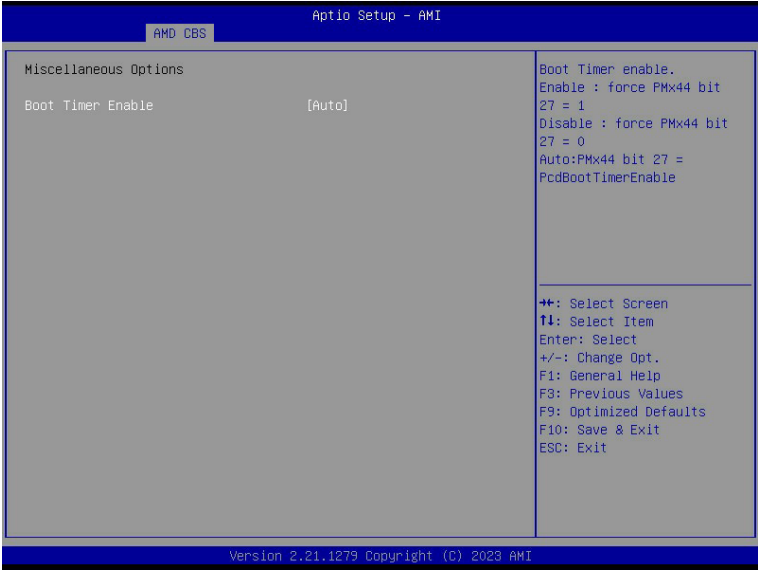 Aptio Setup – AMI
AMD CBS
Miscellaneous Options
Boot Timer Enable [Auto]
Boot Timer enable.
Enable : force PMx44 bit
27 = 1
Disable : force PMx44 bit
27 = 0
Auto:PMx44 bit 27 =
PcdBootTimerEnable
→←: Select Screen
↑↓: Select Item
Enter: Select
+/-: Change Opt.
F1: General Help
F3: Previous Values
F9: Optimized Defaults
F10: Save & Exit
ESC: Exit
Version 2.21.1279 Copyright (C) 2023 AMI